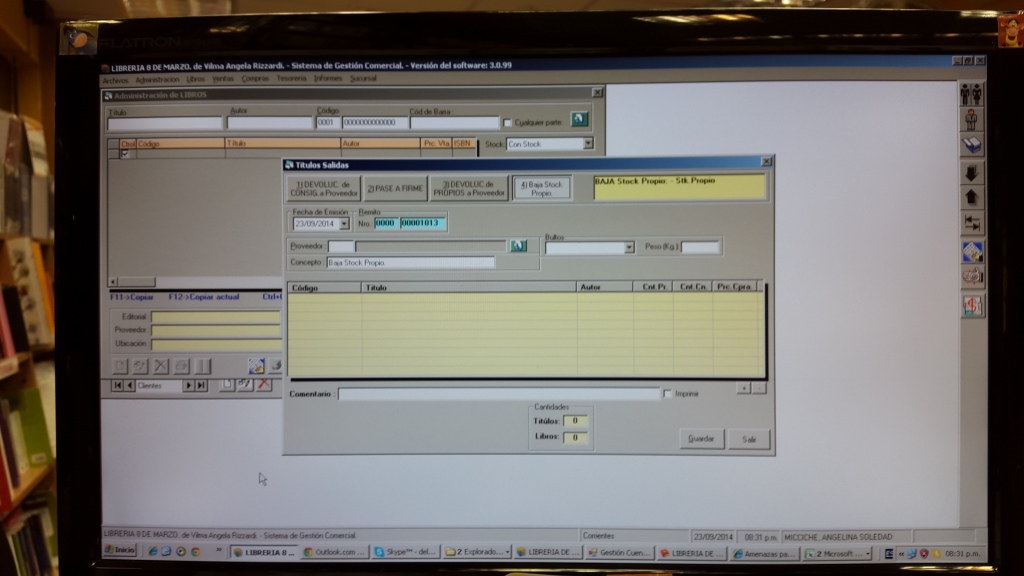 FLATRON
LIBRERIA 8 DE MARZO. de Vilma Angela Rizzardi. - Sistema de Gestión Comercial. - Versión del software: 3.0.99
Archivos Administracion Libros Ventas Compras Tesoreria Informes Sucursal
Administración de LIBROS
Título Autor Código Cód.de Barra:
0001 0000000000000 Cualquier parte.
Código Título Autor Prc. Vta. ISBN Stock: Con Stock
Títulos Salidas
1) DEVOLUC. de CONSIG. a Proveedor 2) PASE A FIRME 3) DEVOLUC. de PROPIOS a Proveedor 4) Baja Stock Propio
BAJA Stock Propio: - Stk.Propio
Fecha de Emisión Remito
23/09/2014 Nro.: 0000 00001013
Proveedor: Bultos Peso (Kg.)
Concepto: Baja Stock Propio.
Código Título Autor Cnt.Pr. Cnt.Cn. Prc.Cpra.
F11->Copiar F12->Copiar actual
Editorial
Proveedor
Ubicación:
Clientes
Comentario : Imprimir
Cantidades
Títulos: 0
Libros: 0
Guardar Salir
LIBRERIA 8 DE MARZO. de Vilma Angela Rizzardi. - Sistema de Gestión Comercial. Corrientes 23/09/2014 08:31 p.m. MICCICHE, ANGELINA SOLEDAD
Inicio LIBRERIA 8 ... Outlook.com ... Skype™ - del... 2 Explorado... LIBRERIA DE ... Gestión Cuen... LIBRERIA DE ... Amenazas pa... 2 Microsoft ... 08:31 p.m.